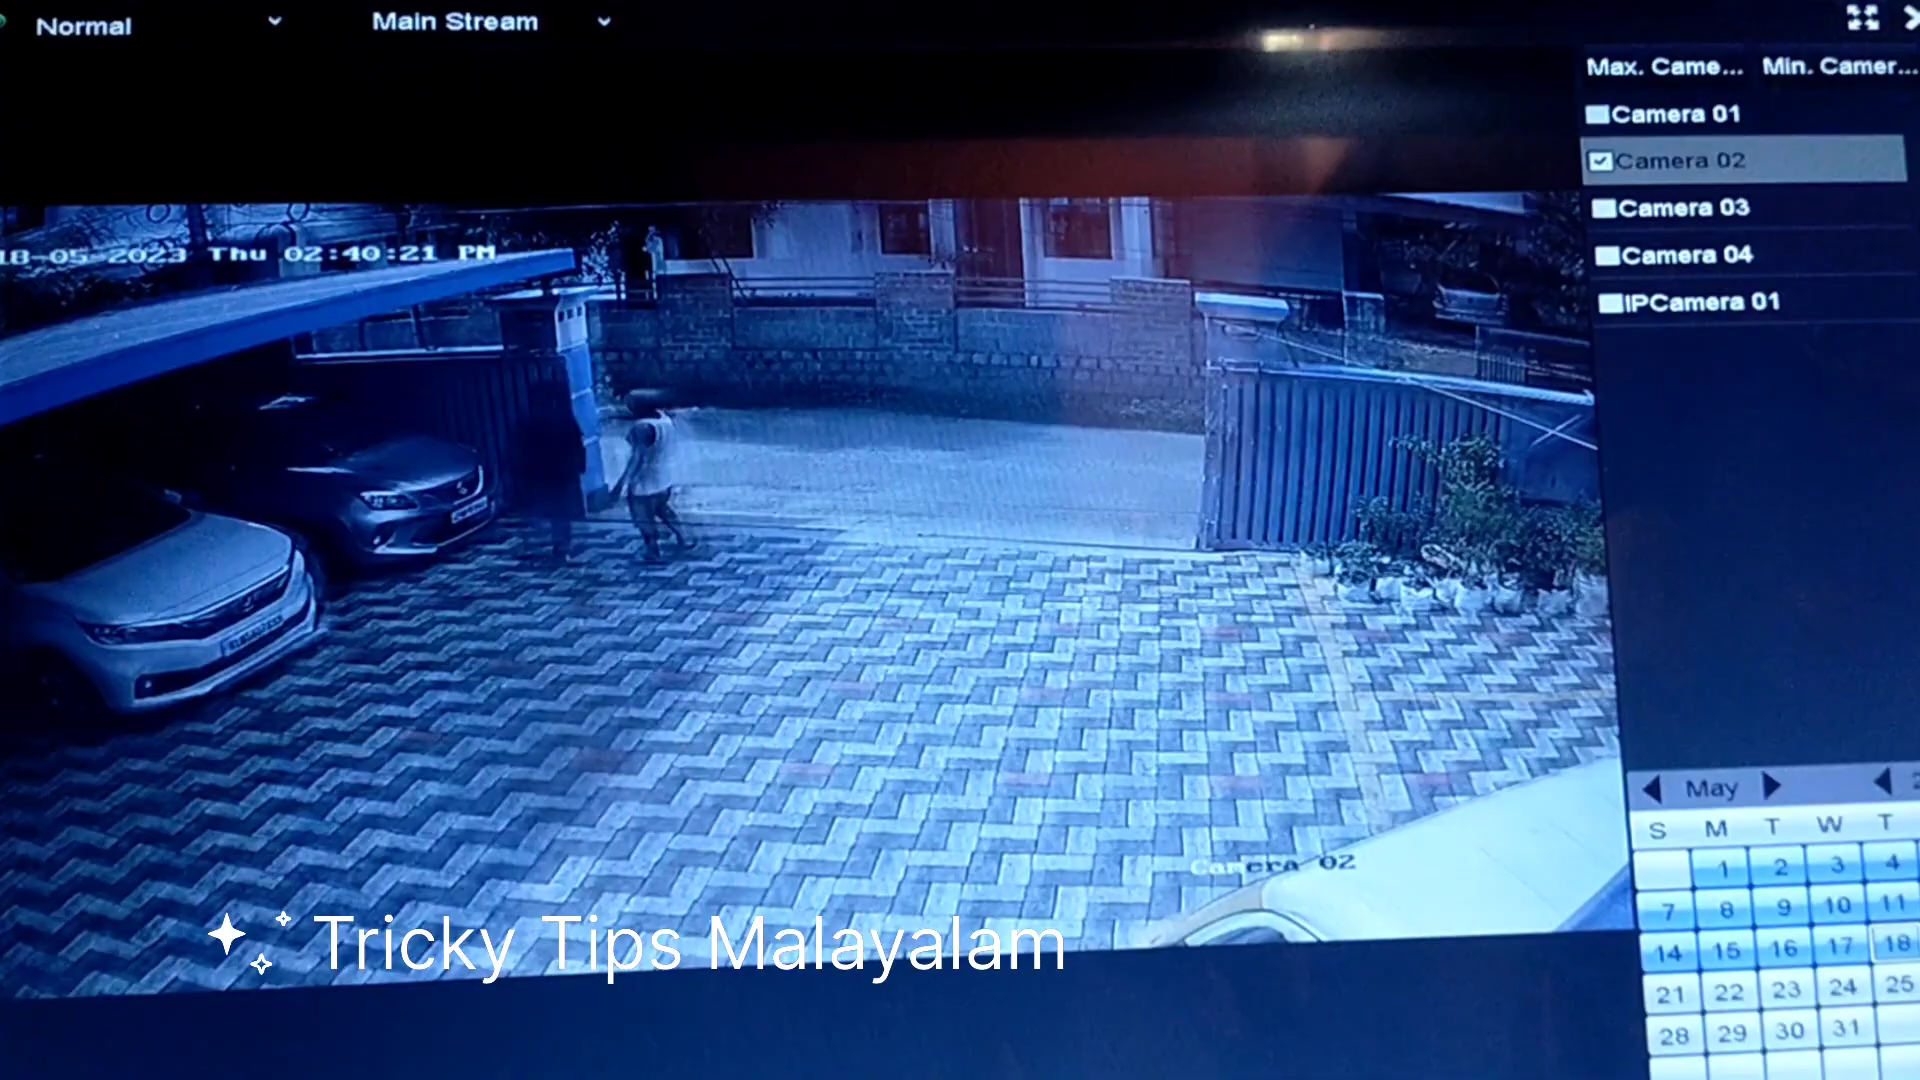 Normal
Main Stream
Max. Came... Min. Camer...
Camera 01
Camera 02
Camera 03
Camera 04
IPCamera 01
18-05-2023 Thu 02:40:21 PM
May
S M T W T
1 2 3 4
7 8 9 10 11
14 15 16 17 18
21 22 23 24 25
28 29 30 31
Camera 02
Tricky Tips Malayalam